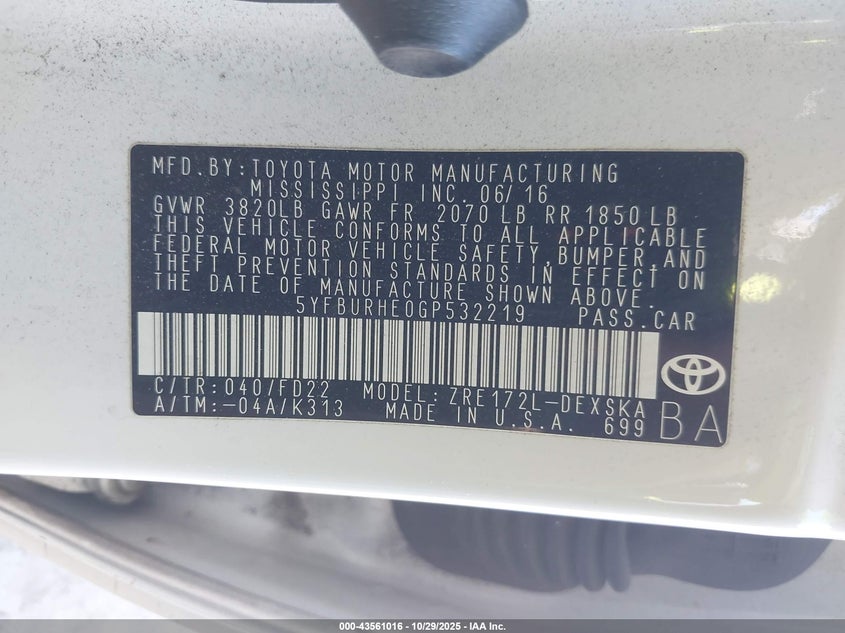 MFD.BY:TOYOTA MOTOR MANUFACTURING
MISSISSIPPI INC. 06/16
GVWR 3820LB GAWR FR 2070 LB RR 1850 LB
THIS VEHICLE CONFORMS TO ALL APPLICABLE
FEDERAL MOTOR VEHICLE SAFETY,BUMPER,AND
THEFT PREVENTION STANDARDS IN EFFECT ON
THE DATE OF MANUFACTURE SHOWN ABOVE.
5YFBURHE0GP532219 PASS.CAR
C/TR:040/FD22 MODEL:ZRE172L-DEXSKA
A/TM:-04A/K313 MADE IN U.S.A. 699
BA
000-43561016 - 10/29/2025 - IAA Inc.